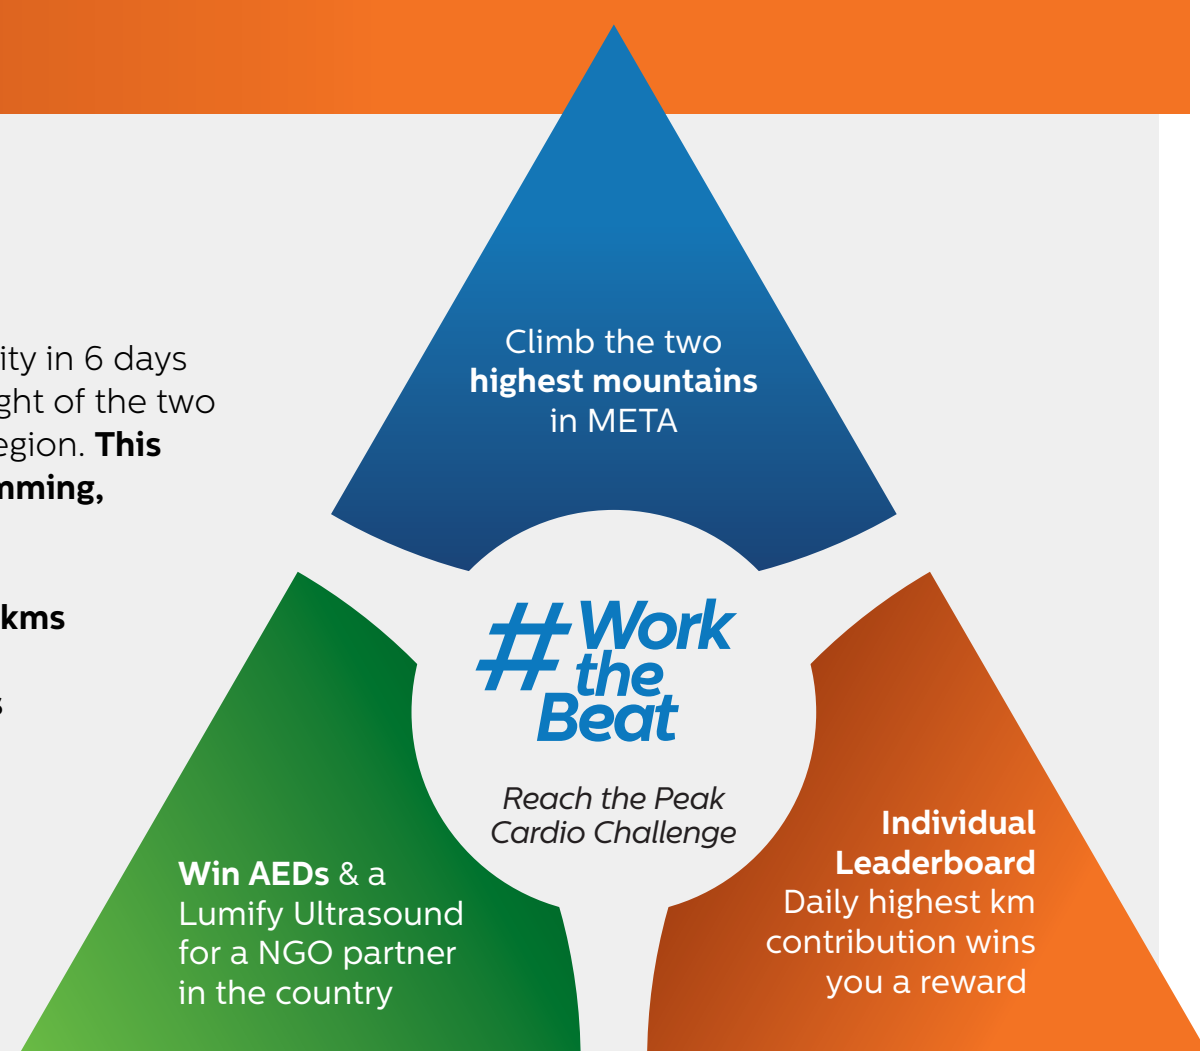 ity in 6 days
ght of the two
egion. This
mming,
kms
s
Climb the two
highest mountains
in META
#Work
the
Beat
Reach the Peak
Cardio Challenge
Win AEDs & a
Lumify Ultrasound
for a NGO partner
in the country
Individual
Leaderboard
Daily highest km
contribution wins
you a reward